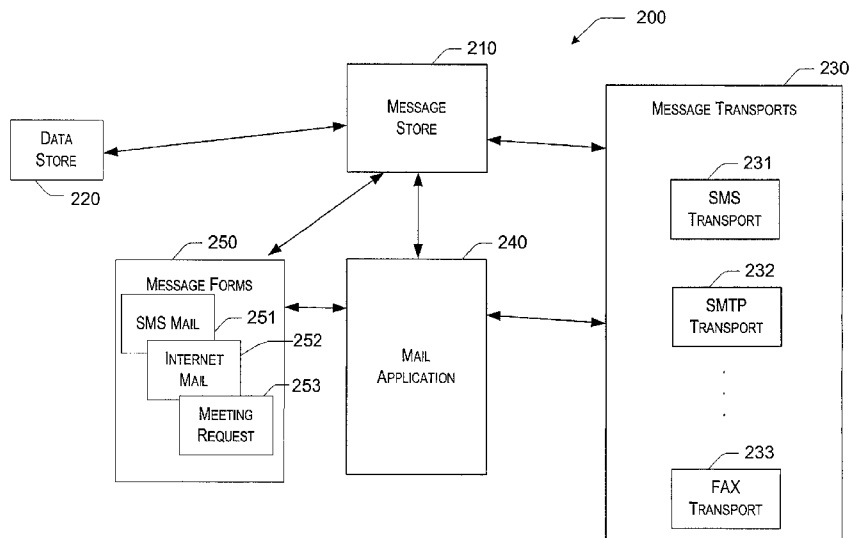 200
210
MESSAGE
STORE
230
MESSAGE TRANSPORTS
DATA
STORE
220
231
SMS
TRANSPORT
250
MESSAGE FORMS
SMS MAIL
251
INTERNET
MAIL
252
MEETING
REQUEST
253
240
MAIL
APPLICATION
232
SMTP
TRANSPORT
233
FAX
TRANSPORT